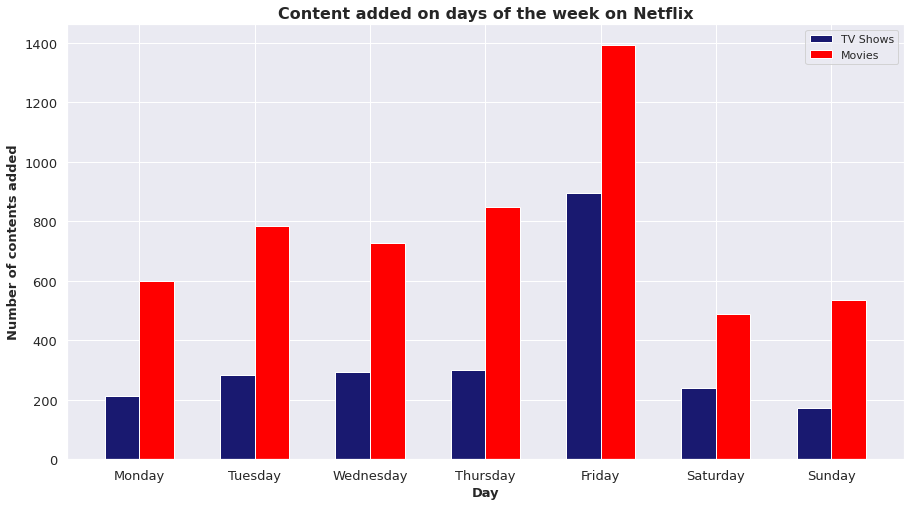 Content added on days of the week on Netflix
TV Shows
Movies
Number of contents added
1400
1200
1000
800
600
400
200
0
Monday Tuesday Wednesday Thursday Friday Saturday Sunday
Day